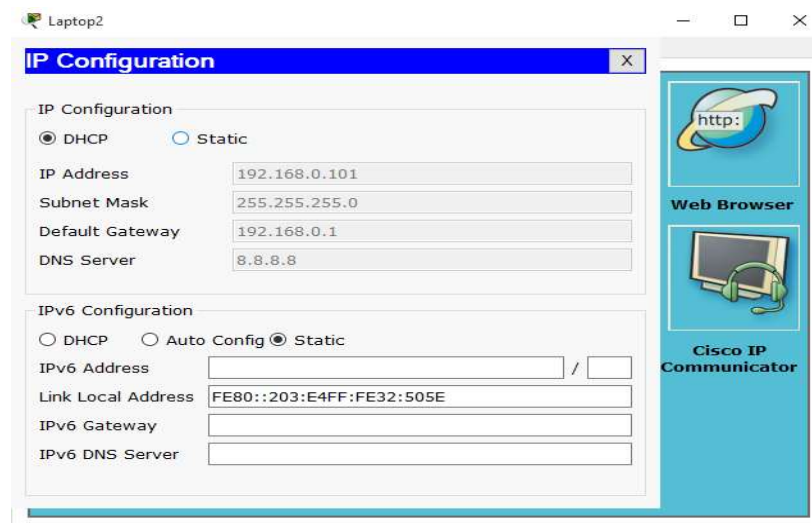 Laptop2
IP Configuration X
IP Configuration
DHCP Static
IP Address 192.168.0.101
Subnet Mask 255.255.255.0
Default Gateway 192.168.0.1
DNS Server 8.8.8.8
IPv6 Configuration
DHCP Auto Config Static
IPv6 Address /
Link Local Address FE80::203:E4FF:FE32:505E
IPv6 Gateway
IPv6 DNS Server
http:
Web Browser
Cisco IP
Communicator